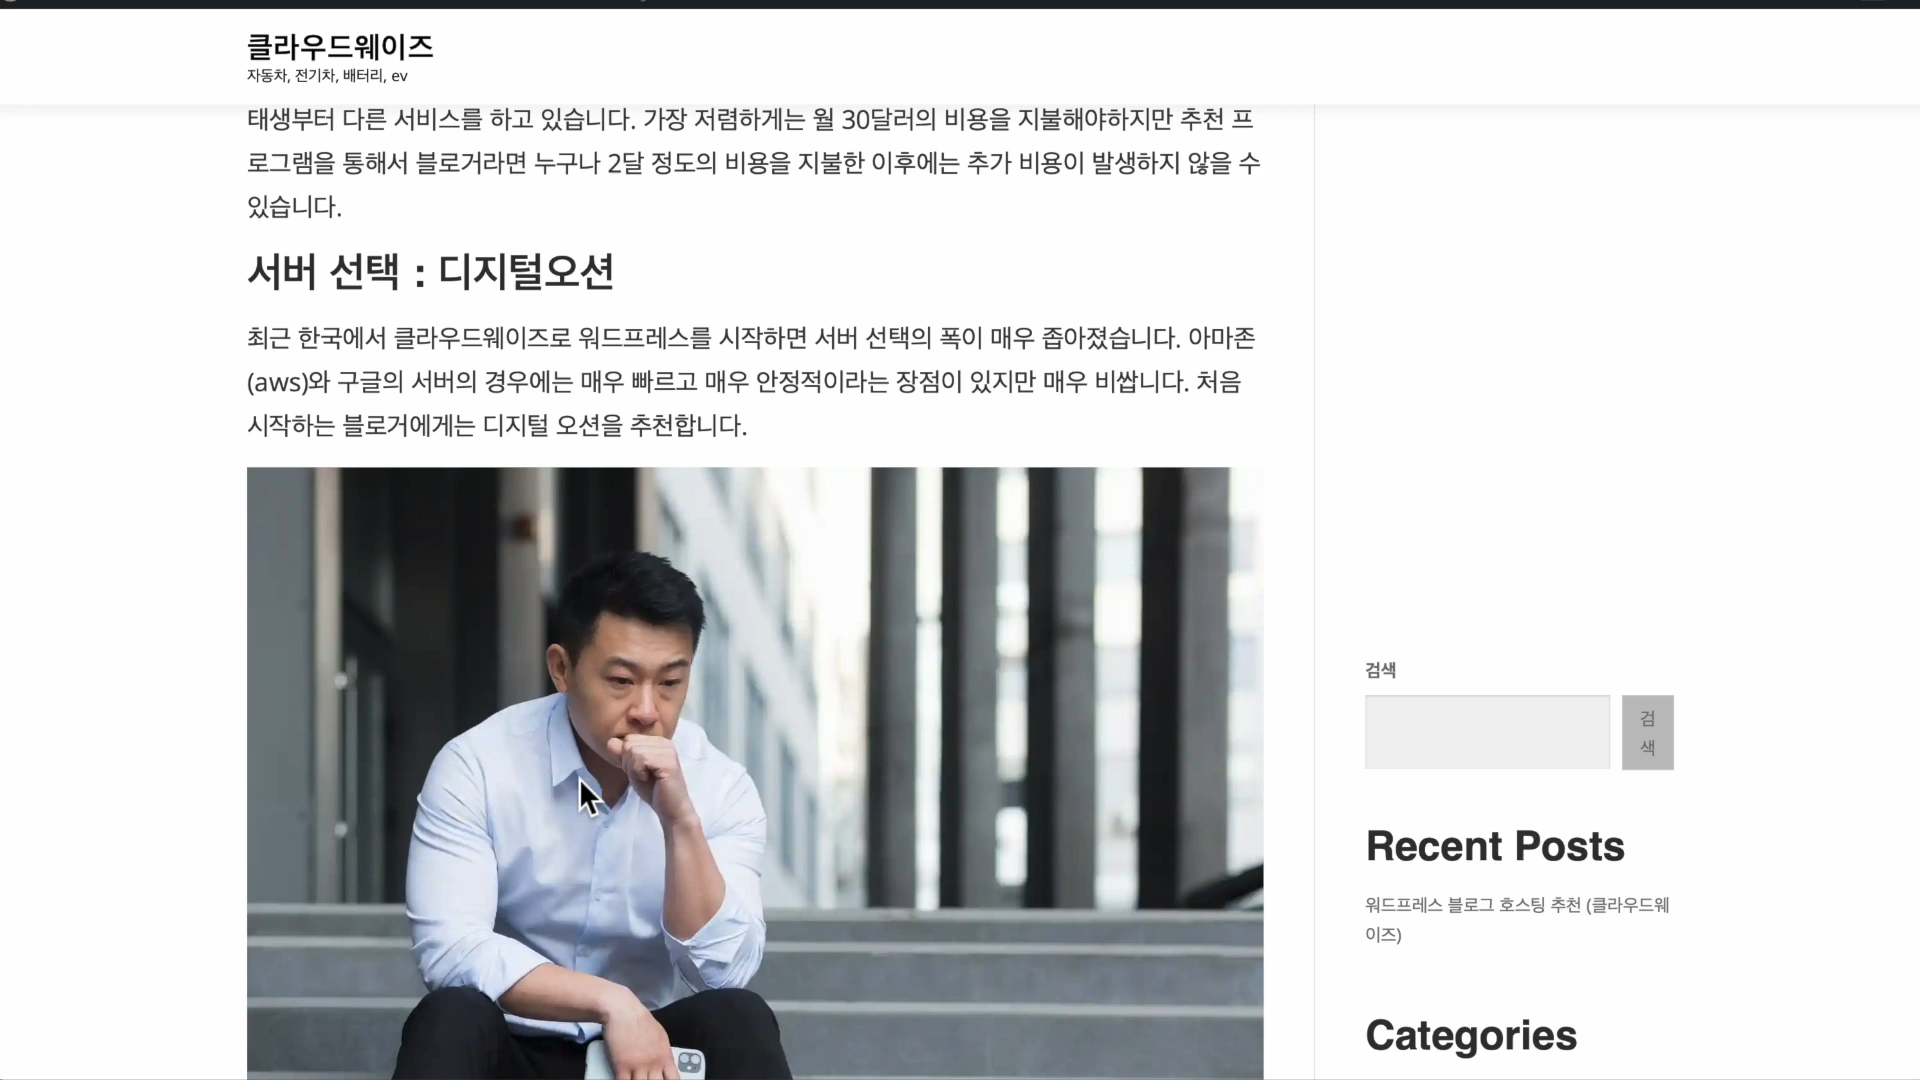 클라우드웨이즈
자동차, 전기차, 배터리, ev
태생부터 다른 서비스를 하고 있습니다. 가장 저렴하게는 월 30달러의 비용을 지불해야하지만 추천 프
로그램을 통해서 블로거라면 누구나 2달 정도의 비용을 지불한 이후에는 추가 비용이 발생하지 않을 수
있습니다.
서버 선택 : 디지털오션
최근 한국에서 클라우드웨이즈로 워드프레스를 시작하면 서버 선택의 폭이 매우 좁아졌습니다. 아마존
(aws)와 구글의 서버의 경우에는 매우 빠르고 매우 안정적이라는 장점이 있지만 매우 비쌉니다. 처음
시작하는 블로거에게는 디지털 오션을 추천합니다.
검색
검
색
Recent Posts
워드프레스 블로그 호스팅 추천 (클라우드웨
이즈)
Categories